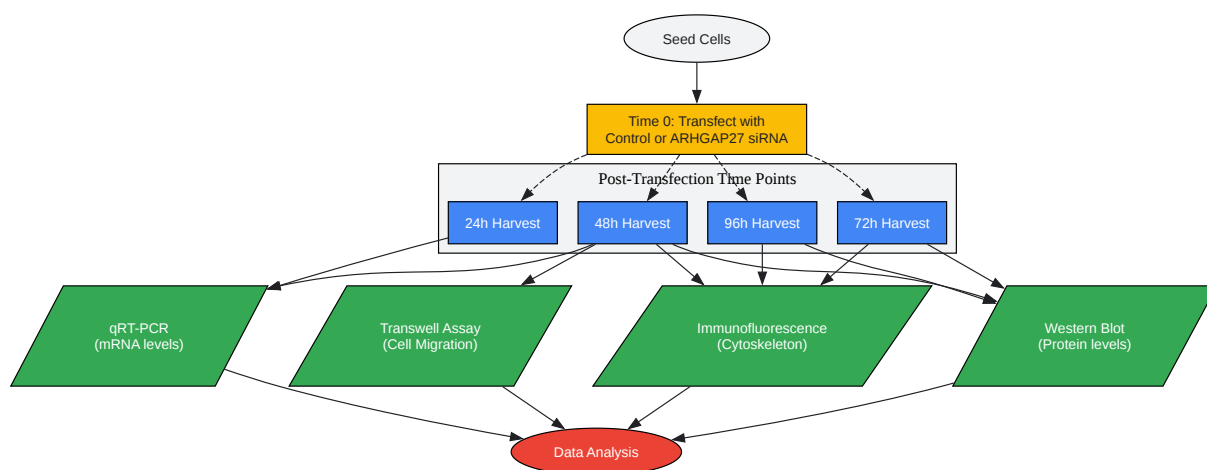 Seed Cells
Time 0: Transfect with
Control or ARHGAP27 siRNA
Post-Transfection Time Points
24h Harvest
48h Harvest
96h Harvest
72h Harvest
qRT-PCR
(mRNA levels)
Transwell Assay
(Cell Migration)
Immunofluorescence
(Cytoskeleton)
Western Blot
(Protein levels)
Data Analysis